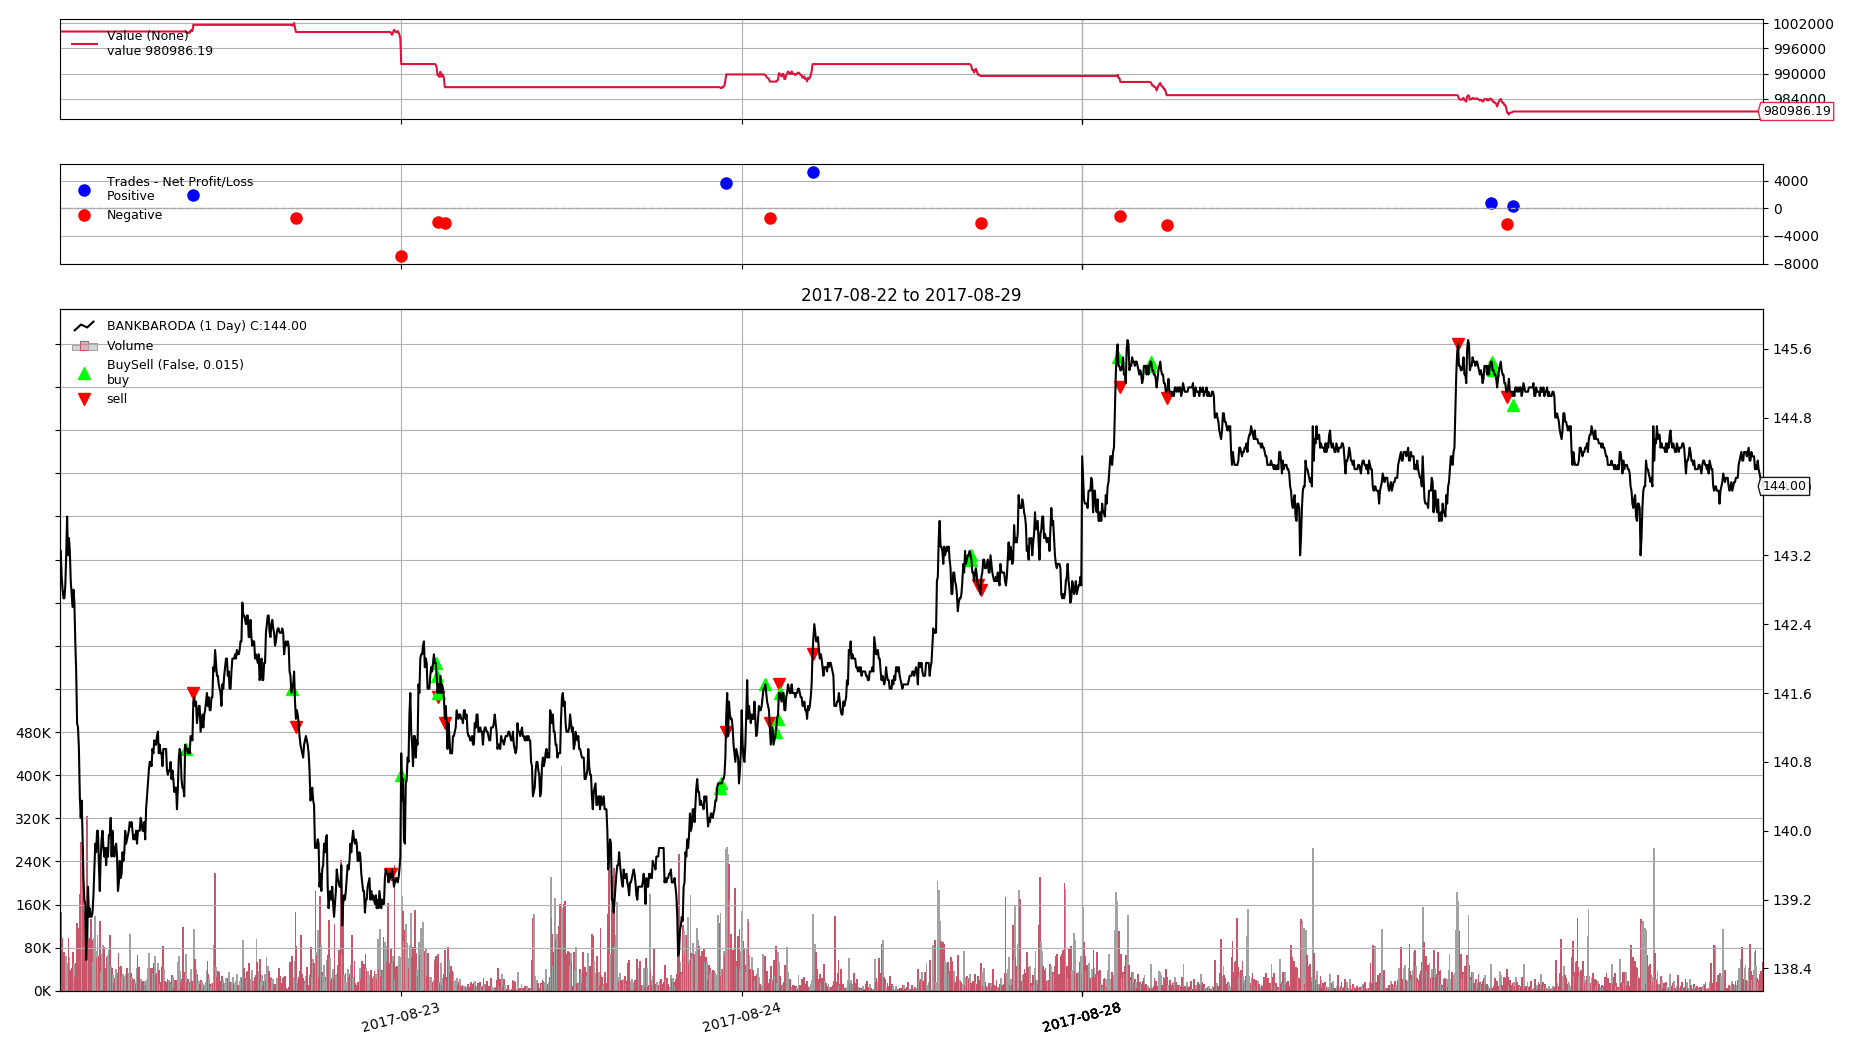 Value (None)
value 980986.19
1002000
996000
990000
984000
980986.19
Trades - Net Profit/Loss
Positive
Negative
4000
0
−4000
−8000
2017-08-22 to 2017-08-29
BANKBARODA (1 Day) C:144.00
Volume
BuySell (False, 0.015)
buy
sell
480K
400K
320K
240K
160K
80K
0K
145.6
144.8
144.00
143.2
142.4
141.6
140.8
140.0
139.2
138.4
2017-08-23
2017-08-24
2017-08-28